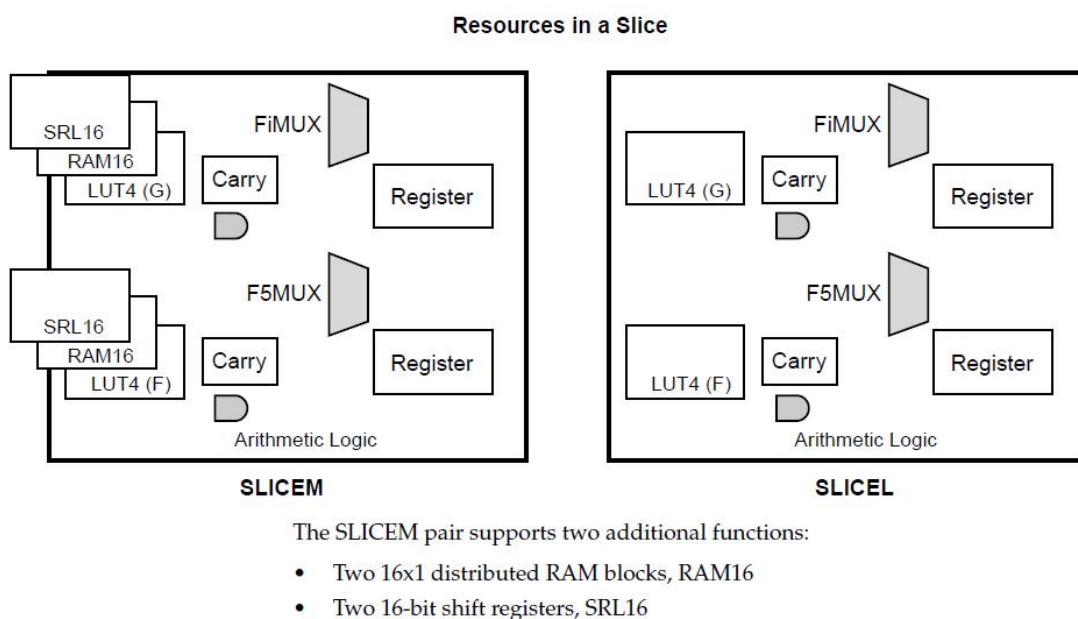 Resources in a Slice
SRL16
RAM16
LUT4 (G)
Carry
FiMUX
Register
SRL16
RAM16
LUT4 (F)
Carry
F5MUX
Register
Arithmetic Logic
SLICEM
LUT4 (G)
Carry
FiMUX
Register
LUT4 (F)
Carry
F5MUX
Register
Arithmetic Logic
SLICEL
The SLICEM pair supports two additional functions:
• Two 16x1 distributed RAM blocks, RAM16
• Two 16-bit shift registers, SRL16